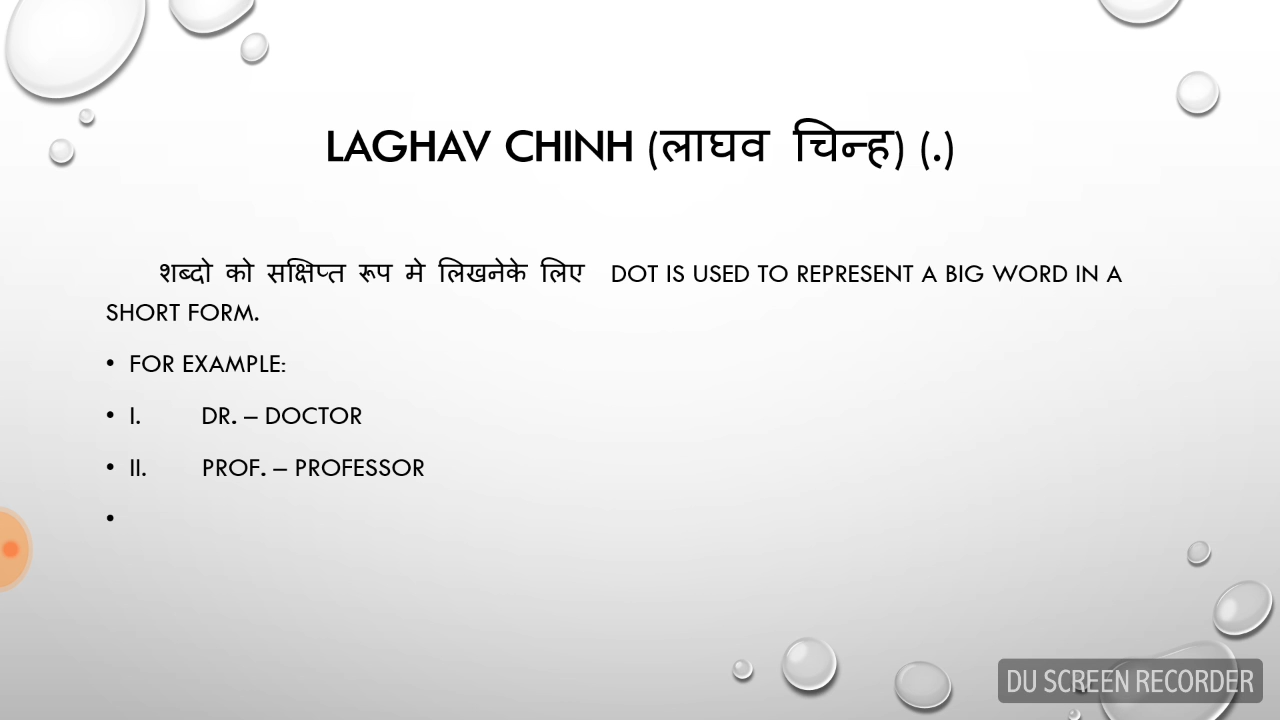 LAGHAV CHINH (लाघव चिन्ह) (.)
शब्दो को सक्षिप्त रूप मे लिखनेके लिए DOT IS USED TO REPRESENT A BIG WORD IN A
SHORT FORM.
• FOR EXAMPLE:
• I. DR. – DOCTOR
• II. PROF. – PROFESSOR
•
DU SCREEN RECORDER